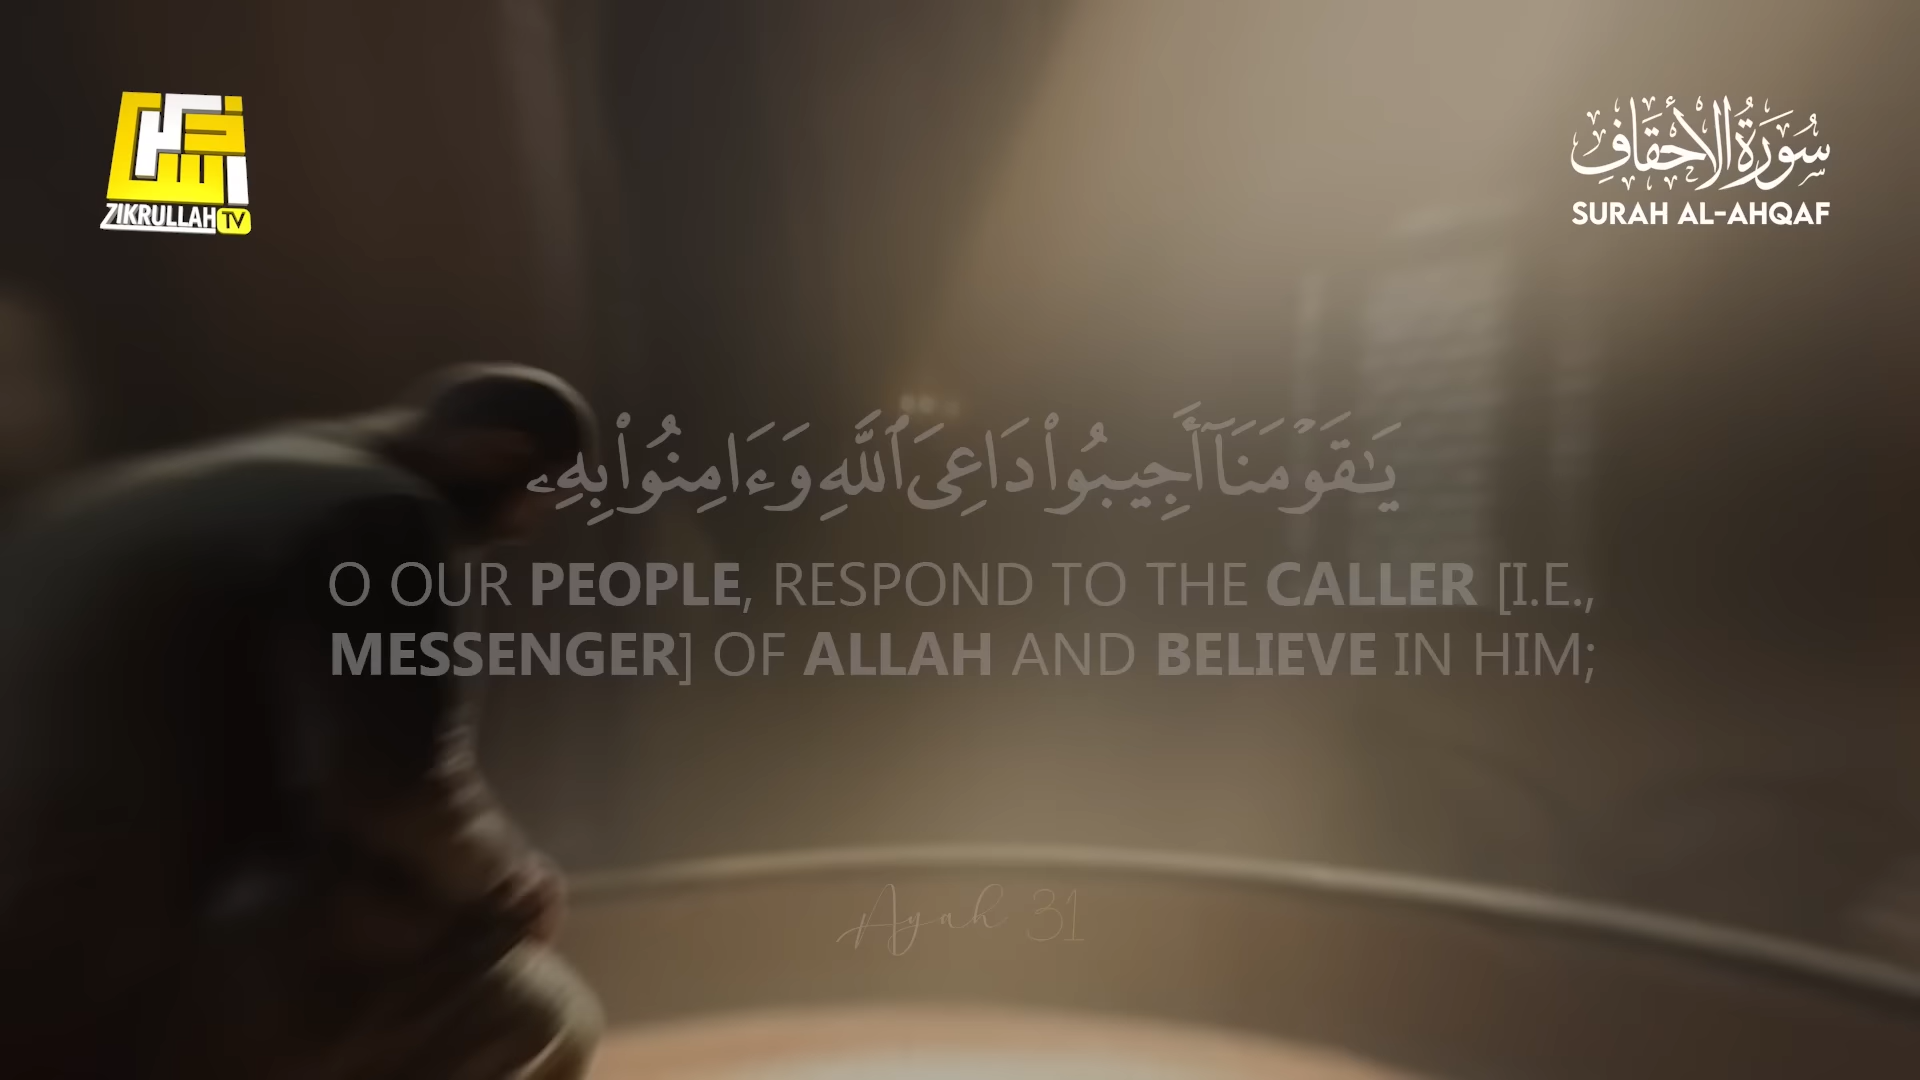 ZIKRULLAH TV
سُورَةُ الْأَحْقَافِ
SURAH AL-AHQAF
يَـٰقَوْمَنَآ أَجِيبُوا۟ دَاعِىَ ٱللَّهِ وَءَامِنُوا۟ بِهِۦ
O OUR PEOPLE, RESPOND TO THE CALLER [I.E.,
MESSENGER] OF ALLAH AND BELIEVE IN HIM;
Ayah 31